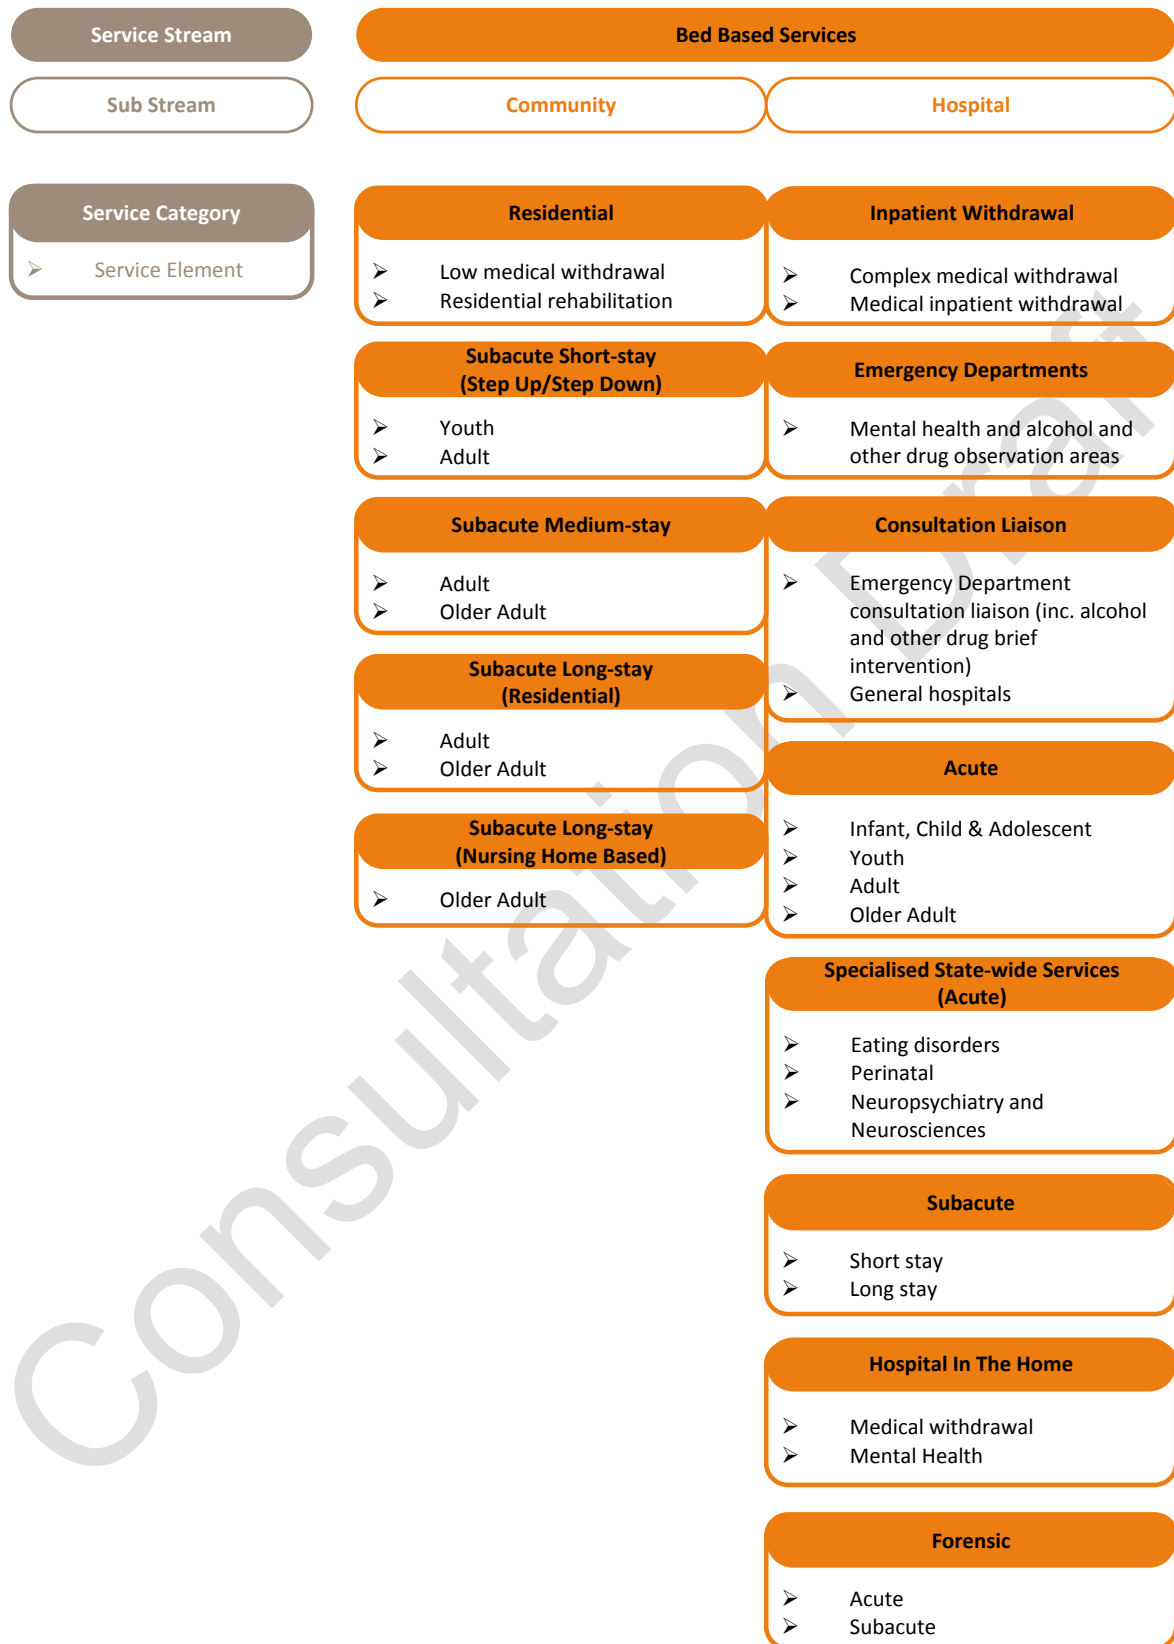 Service Stream
Bed Based Services
Sub Stream
Community
Hospital
Service Category
➢ Service Element
Residential
➢ Low medical withdrawal
➢ Residential rehabilitation
Subacute Short-stay
(Step Up/Step Down)
➢ Youth
➢ Adult
Subacute Medium-stay
➢ Adult
➢ Older Adult
Subacute Long-stay
(Residential)
➢ Adult
➢ Older Adult
Subacute Long-stay
(Nursing Home Based)
➢ Older Adult
Inpatient Withdrawal
➢ Complex medical withdrawal
➢ Medical inpatient withdrawal
Emergency Departments
➢ Mental health and alcohol and
other drug observation areas
Consultation Liaison
➢ Emergency Department
consultation liaison (inc. alcohol
and other drug brief
intervention)
➢ General hospitals
Acute
➢ Infant, Child & Adolescent
➢ Youth
➢ Adult
➢ Older Adult
Specialised State-wide Services
(Acute)
➢ Eating disorders
➢ Perinatal
➢ Neuropsychiatry and
Neurosciences
Subacute
➢ Short stay
➢ Long stay
Hospital In The Home
➢ Medical withdrawal
➢ Mental Health
Forensic
➢ Acute
➢ Subacute
Consultation Draft